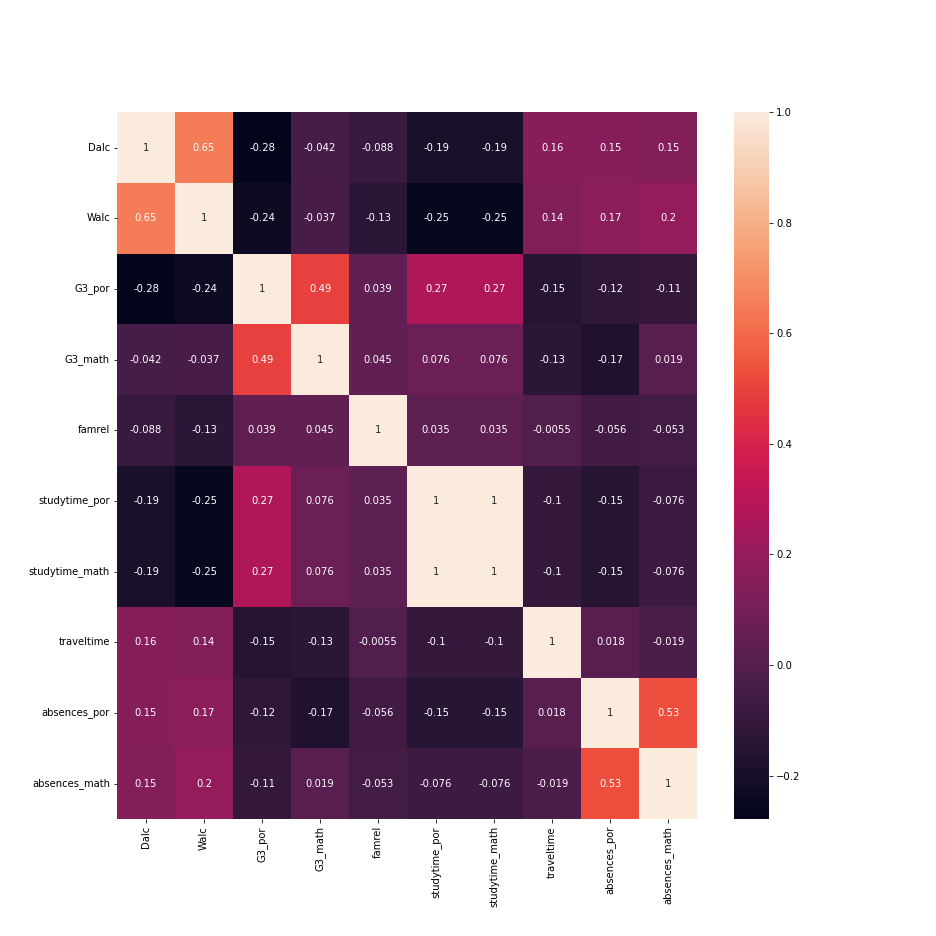 1.0
Dalc 1 0.65 -0.28 -0.042 -0.088 -0.19 -0.19 0.16 0.15 0.15
0.8
Walc 0.65 1 -0.24 -0.037 -0.13 -0.25 -0.25 0.14 0.17 0.2
G3_por -0.28 -0.24 1 0.49 0.039 0.27 0.27 -0.15 -0.12 -0.11
0.6
G3_math -0.042 -0.037 0.49 1 0.045 0.076 0.076 -0.13 -0.17 0.019
famrel -0.088 -0.13 0.039 0.045 1 0.035 0.035 -0.0055 -0.056 -0.053
0.4
studytime_por -0.19 -0.25 0.27 0.076 0.035 1 1 -0.1 -0.15 -0.076
0.2
studytime_math -0.19 -0.25 0.27 0.076 0.035 1 1 -0.1 -0.15 -0.076
traveltime 0.16 0.14 -0.15 -0.13 -0.0055 -0.1 -0.1 1 0.018 -0.019
0.0
absences_por 0.15 0.17 -0.12 -0.17 -0.056 -0.15 -0.15 0.018 1 0.53
−0.2
absences_math 0.15 0.2 -0.11 0.019 -0.053 -0.076 -0.076 -0.019 0.53 1
Dalc Walc G3_por G3_math famrel studytime_por studytime_math traveltime absences_por absences_math